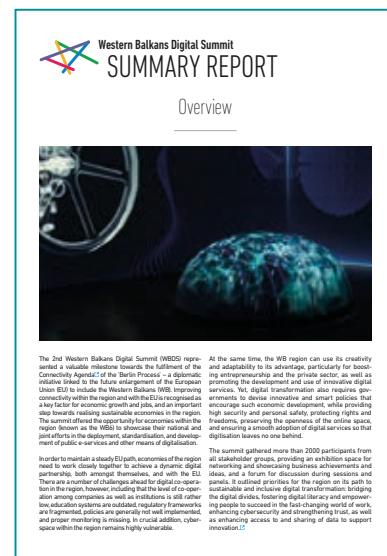 Western Balkans Digital Summit
SUMMARY REPORT
Overview
The 2nd Western Balkans Digital Summit (WBDS) repre-
sented a valuable milestone towards the fulfilment of the
Connectivity Agenda of the 'Berlin Process' – a diplomatic
initiative linked to the future enlargement of the European
Union (EU) to include the Western Balkans (WB). Improving
connectivity within the region and with the EU is recognised as
a key factor for economic growth and jobs, and an important
step towards realising sustainable economies in the region.
The summit offered the opportunity for economies within the
region (known as the WB6) to showcase their national and
joint efforts in the deployment, standardisation, and develop-
ment of public e-services and other means of digitalisation.
In order to maintain a steady EU path, economies of the region
need to work closely together to achieve a dynamic digital
partnership, both amongst themselves, and with the EU.
There are a number of challenges ahead for digital co-opera-
tion in the region, however, including that the level of co-oper-
ation among companies as well as institutions is still rather
low, education systems are outdated, regulatory frameworks
are fragmented, policies are generally not well implemented,
and proper monitoring is missing. In crucial addition, cyber-
space within the region remains highly vulnerable.
At the same time, the WB region can use its creativity
and adaptability to its advantage, particularly for boost-
ing entrepreneurship and the private sector, as well as
promoting the development and use of innovative digital
services. Yet, digital transformation also requires gov-
ernments to devise innovative and smart policies that
encourage such economic development, while providing
high security and personal safety, protecting rights and
freedoms, preserving the openness of the online space,
and ensuring a smooth adoption of digital services so that
digitisation leaves no one behind.
The summit gathered more than 2000 participants from
all stakeholder groups, providing an exhibition space for
networking and showcasing business achievements and
ideas, and a forum for discussion during sessions and
panels. It outlined priorities for the region on its path to
sustainable and inclusive digital transformation: bridging
the digital divides, fostering digital literacy and empower-
ing people to succeed in the fast-changing world of work,
enhancing cybersecurity and strengthening trust, as well
as enhancing access to and sharing of data to support
innovation.